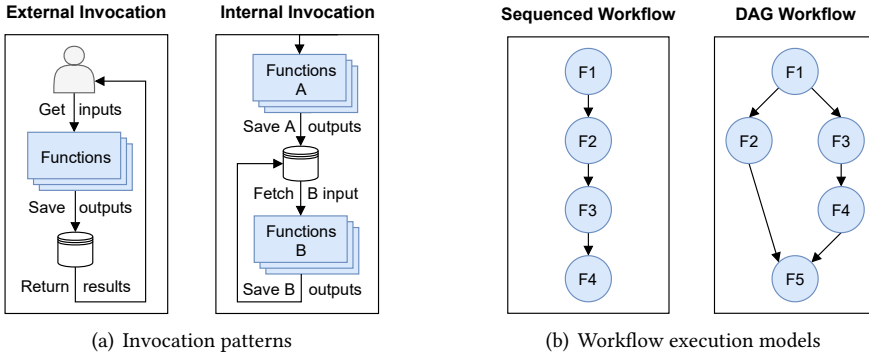 External Invocation
Get inputs
Functions
Save outputs
Return results
Internal Invocation
Functions
A
Save A outputs
Fetch B input
Functions
B
Save B outputs
(a) Invocation patterns
Sequenced Workflow
F1
F2
F3
F4
DAG Workflow
F1
F2
F3
F4
F5
(b) Workflow execution models